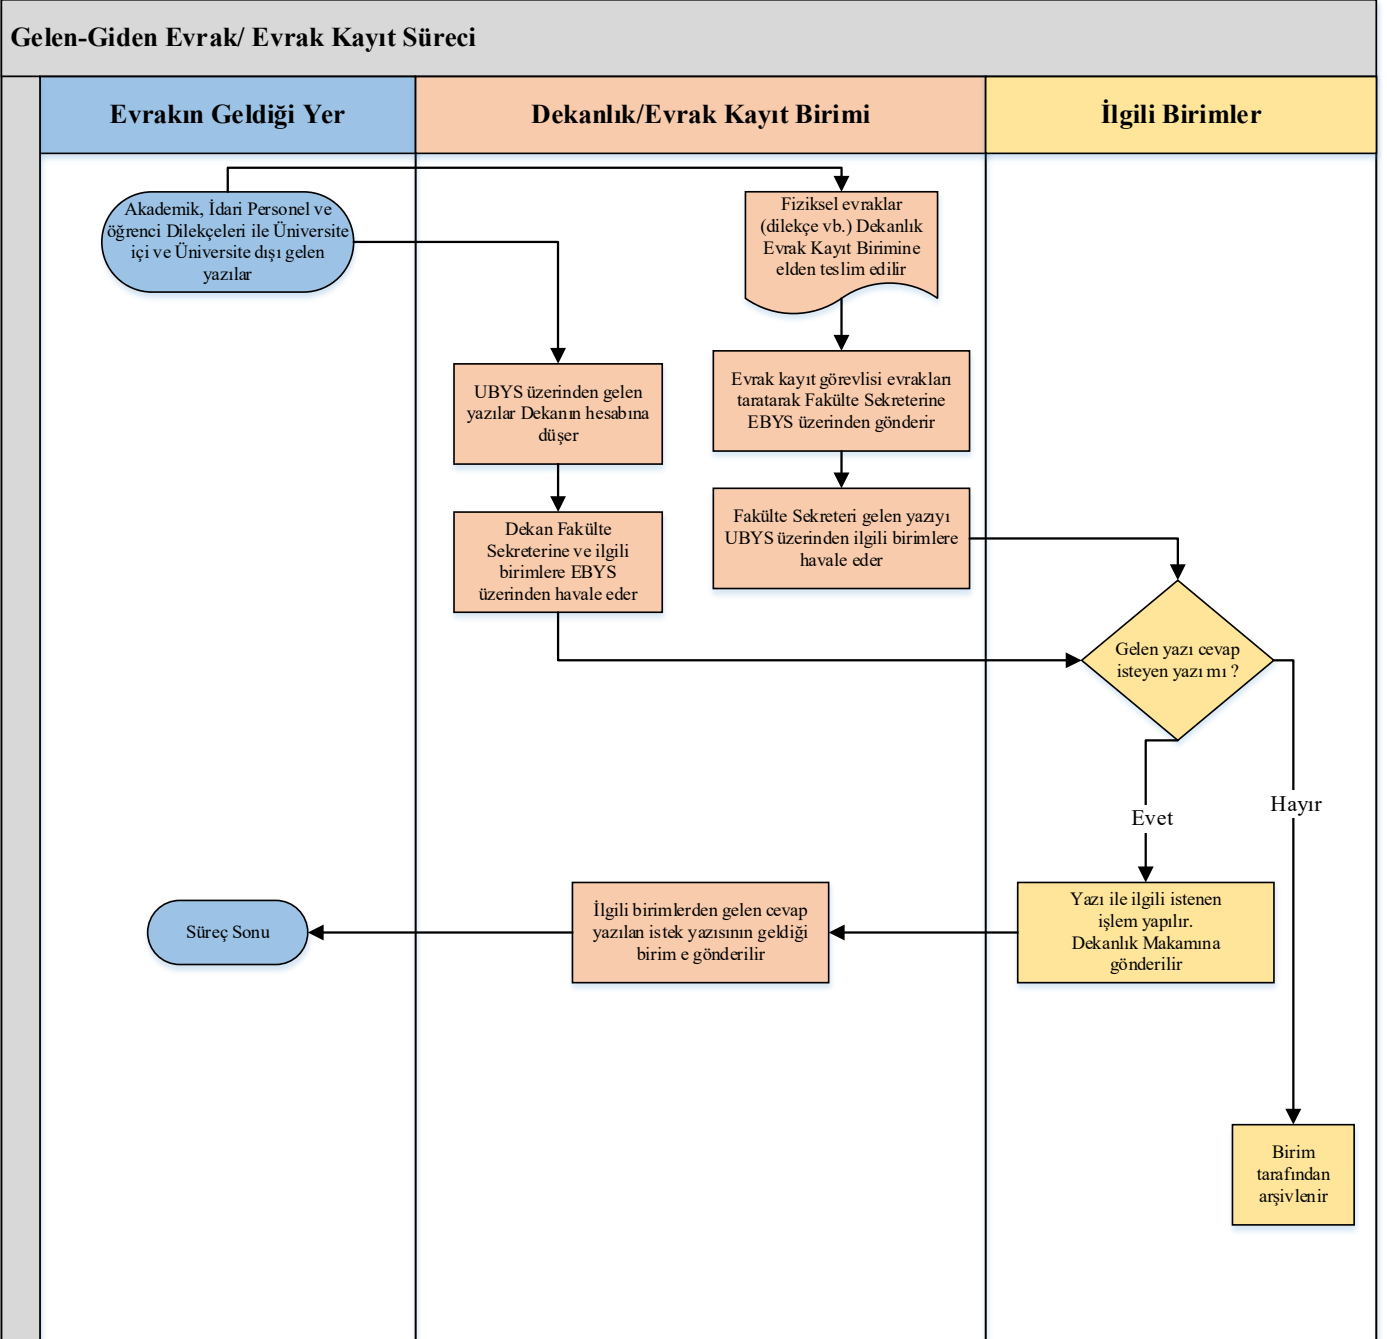 Gelen-Giden Evrak/ Evrak Kayıt Süreci
Evrakın Geldiği Yer
Dekanlık/Evrak Kayıt Birimi
İlgili Birimler
Akademik, İdari Personel ve
öğrenci Dilekçeleri ile Üniversite
içi ve Üniversite dışı gelen
yazılar
Fiziksel evraklar
(dilekçe vb.) Dekanlık
Evrak Kayıt Birimine
elden teslim edilir
UBYS üzerinden gelen
yazılar Dekanın hesabına
düşer
Evrak kayıt görevlisi evrakları
taratarak Fakülte Sekreterine
EBYS üzerinden gönderir
Dekan Fakülte
Sekreterine ve ilgili
birimlere EBYS
üzerinden havale eder
Fakülte Sekreteri gelen yazıyı
UBYS üzerinden ilgili birimlere
havale eder
Gelen yazı cevap
isteyen yazı mı ?
Evet
Hayır
Süreç Sonu
İlgili birimlerden gelen cevap
yazılan istek yazısının geldiği
birim e gönderilir
Yazı ile ilgili istenen
işlem yapılır.
Dekanlık Makamına
gönderilir
Birim
tarafından
arşivlenir